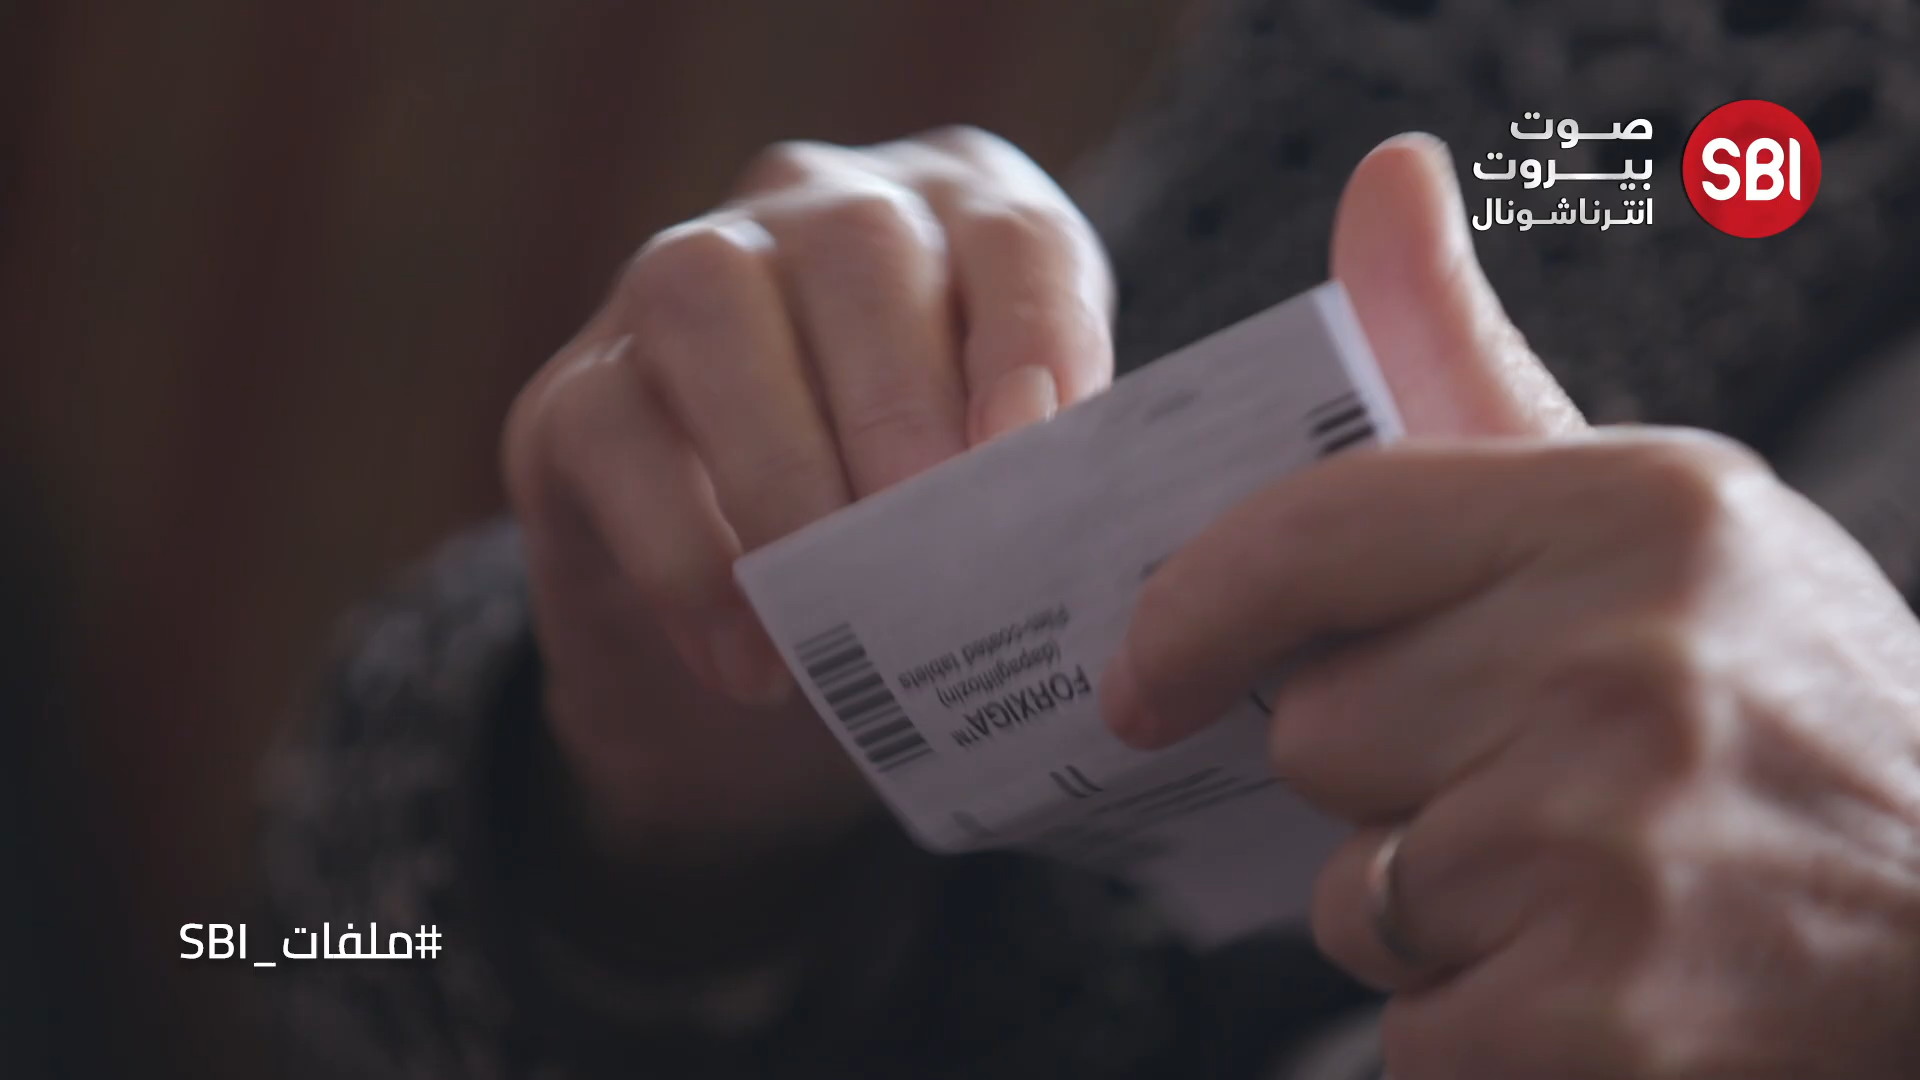 صوت
بيروت
انترناشونال
SBI
FORXIGA™
(dapagliflozin)
Film-coated tablets
#ملفات_SBI